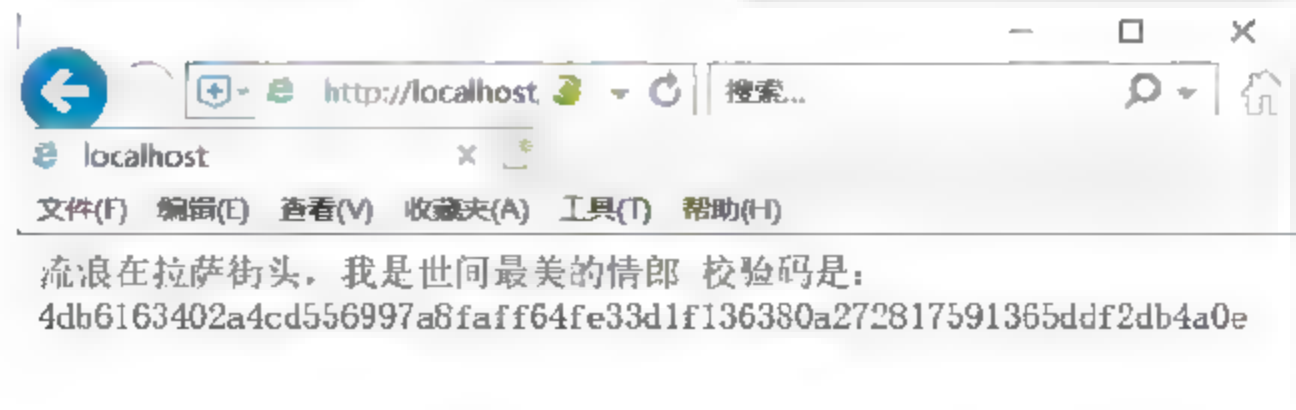 http://localhost
搜索...
localhost
文件(F) 编辑(E) 查看(V) 收藏夹(A) 工具(T) 帮助(H)
流浪在拉萨街头，我是世间最美的情郎 校验码是：
4db6163402a4cd556997a8faff64fe33d1f136380a272817591365ddf2db4a0e